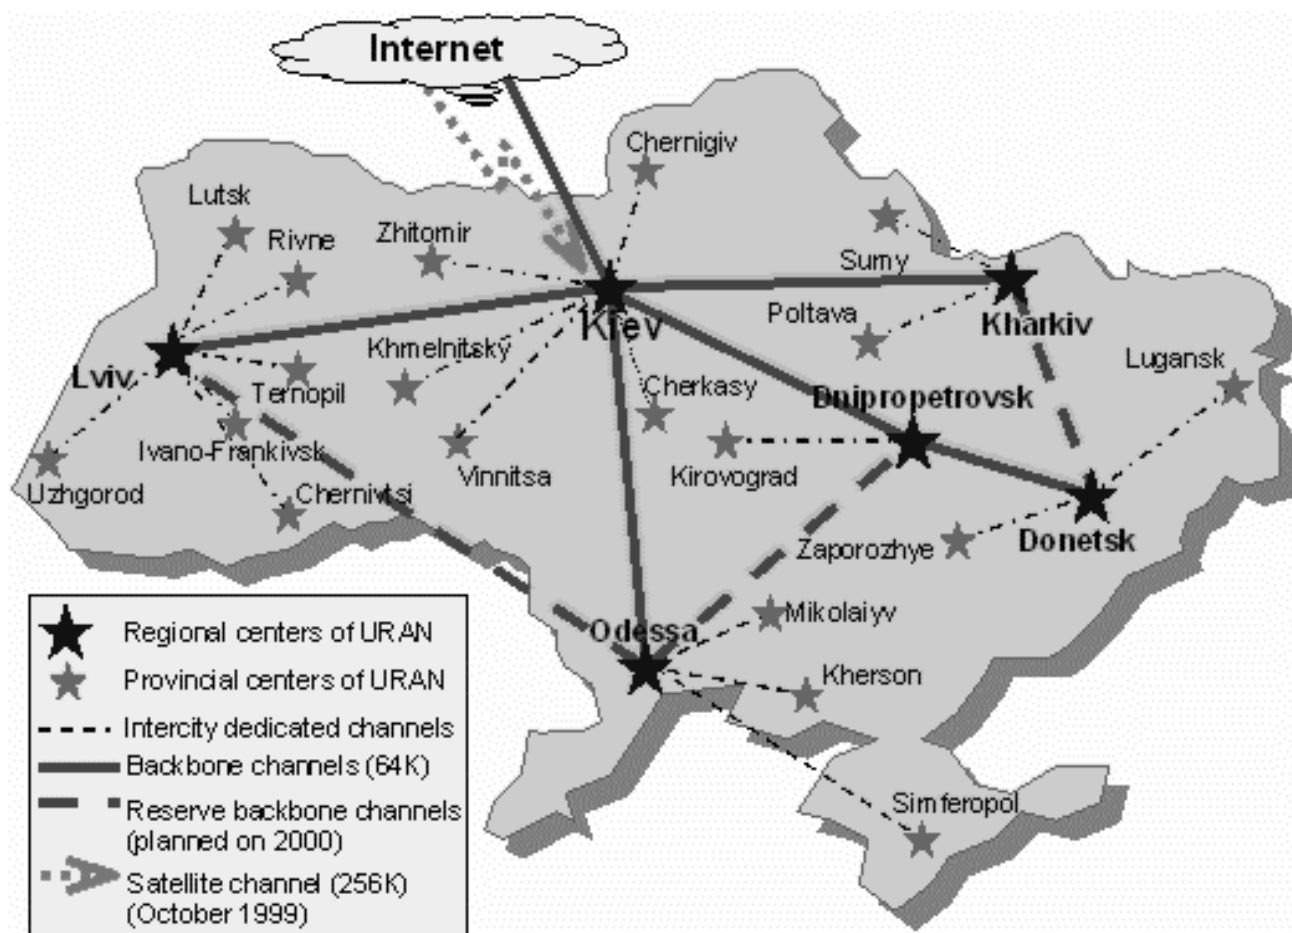 Internet
Chernigiv
Lutsk
Rivne
Zhitomir
Sumy
Kiev
Poltava
Kharkiv
Khmelnitský
Lugansk
Lviv
Ternopil
Cherkasy
Dnipropetrovsk
Ivano-Frankivsk
Vinnitsa
Kirovograd
Uzhgorod
Chernivtsi
Zaporozhye
Donetsk
Odessa
Mikolaiyv
Kherson
Simferopol
Regional centers of URAN
Provincial centers of URAN
Intercity dedicated channels
Backbone channels (64K)
Reserve backbone channels
(planned on 2000)
Satellite channel (256K)
(October 1999)